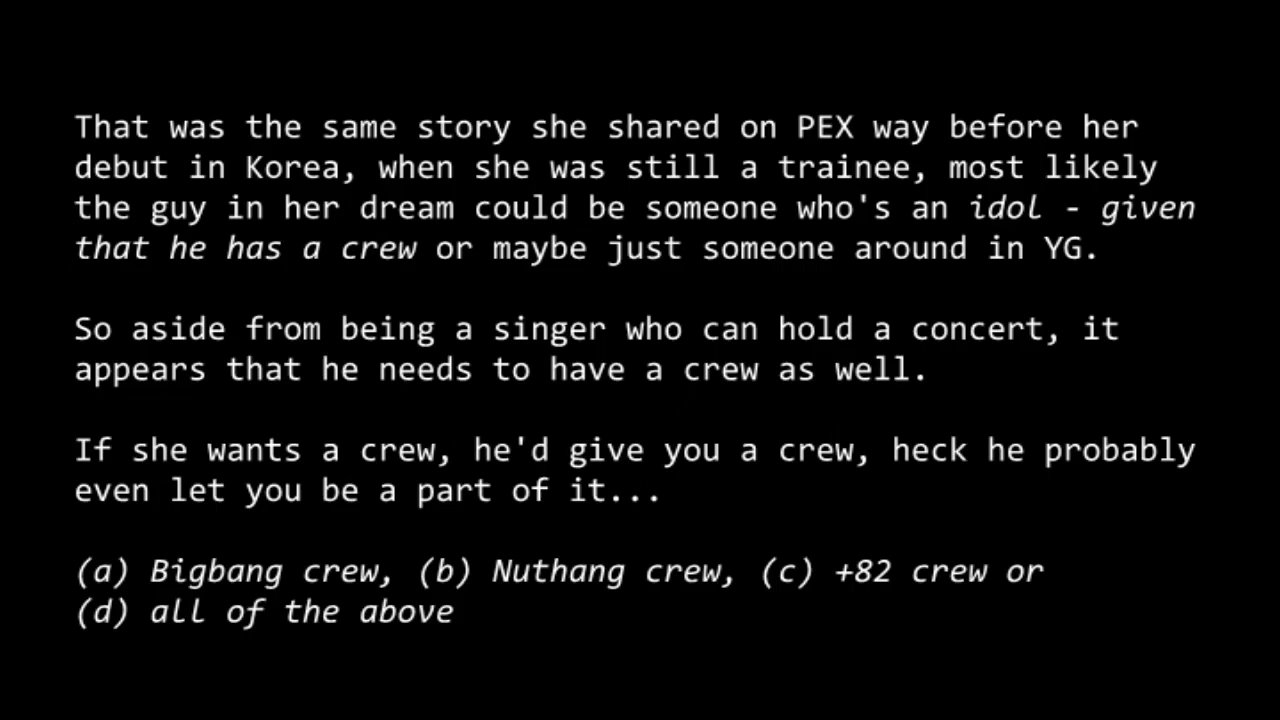 That was the same story she shared on PEX way before her
debut in Korea, when she was still a trainee, most likely
the guy in her dream could be someone who's an idol - given
that he has a crew or maybe just someone around in YG.
So aside from being a singer who can hold a concert, it
appears that he needs to have a crew as well.
If she wants a crew, he'd give you a crew, heck he probably
even let you be a part of it...
(a) Bigbang crew, (b) Nuthang crew, (c) +82 crew or
(d) all of the above